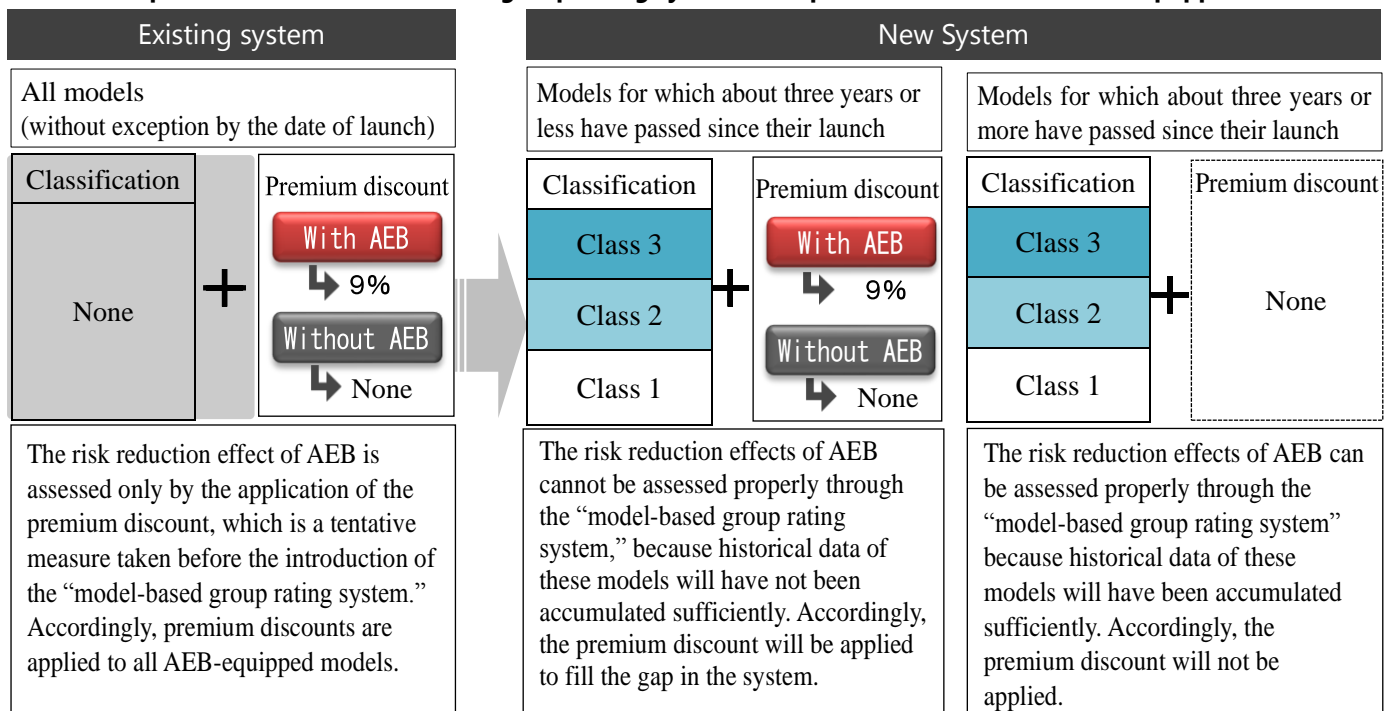 Existing system
New System
All models
(without exception by the date of launch)
Classification
None
+
Premium discount
With AEB
9%
Without AEB
None
The risk reduction effect of AEB is
assessed only by the application of the
premium discount, which is a tentative
measure taken before the introduction of
the “model-based group rating system.”
Accordingly, premium discounts are
applied to all AEB-equipped models.
Models for which about three years or
less have passed since their launch
Classification
Class 3
Class 2
Class 1
+
Premium discount
With AEB
9%
Without AEB
None
The risk reduction effects of AEB
cannot be assessed properly through
the “model-based group rating
system,” because historical data of
these models will have not been
accumulated sufficiently. Accordingly,
the premium discount will be applied
to fill the gap in the system.
Models for which about three years or
more have passed since their launch
Classification
Class 3
Class 2
Class 1
+
Premium discount
None
The risk reduction effects of AEB can
be assessed properly through the
“model-based group rating system”
because historical data of these
models will have been accumulated
sufficiently. Accordingly, the
premium discount will not be
applied.